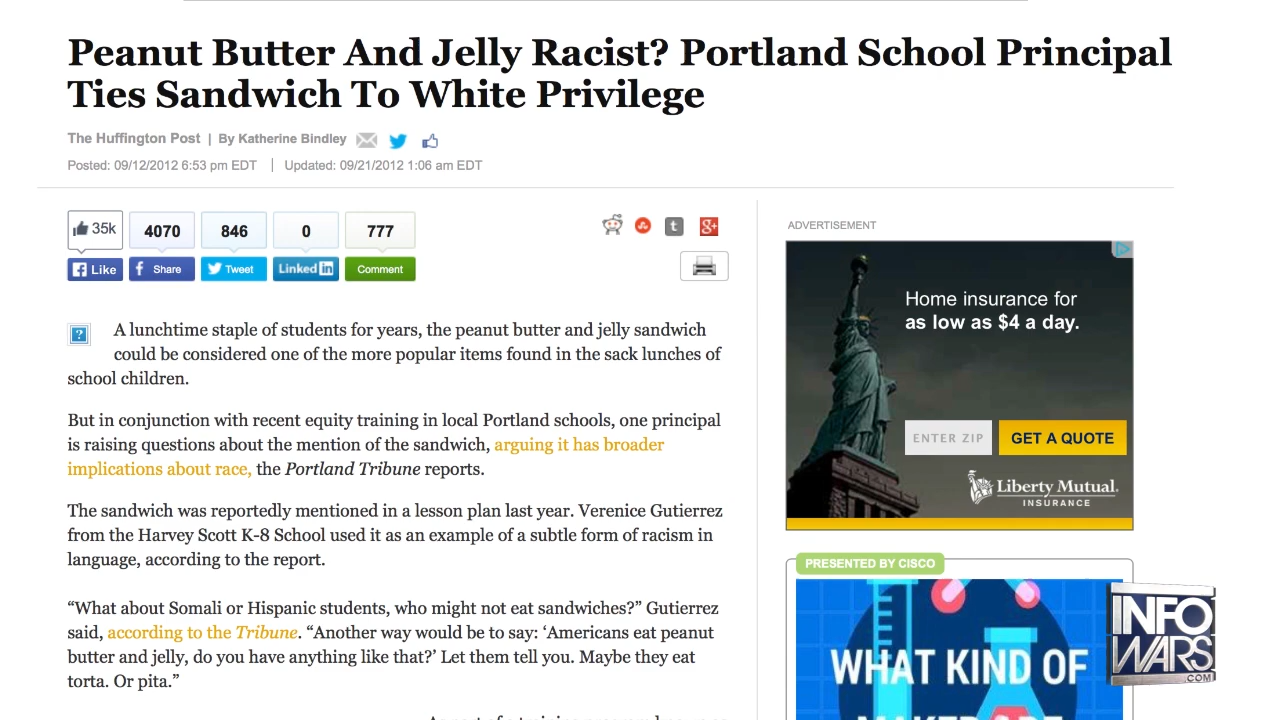 Peanut Butter And Jelly Racist? Portland School Principal
Ties Sandwich To White Privilege
The Huffington Post | By Katherine Bindley
Posted: 09/12/2012 6:53 pm EDT | Updated: 09/21/2012 1:06 am EDT
35k
4070
846
0
777
Like
Share
Tweet
Linked in
Comment
A lunchtime staple of students for years, the peanut butter and jelly sandwich
could be considered one of the more popular items found in the sack lunches of
school children.
But in conjunction with recent equity training in local Portland schools, one principal
is raising questions about the mention of the sandwich, arguing it has broader
implications about race, the Portland Tribune reports.
The sandwich was reportedly mentioned in a lesson plan last year. Verenice Gutierrez
from the Harvey Scott K-8 School used it as an example of a subtle form of racism in
language, according to the report.
“What about Somali or Hispanic students, who might not eat sandwiches?” Gutierrez
said, according to the Tribune. “Another way would be to say: ‘Americans eat peanut
butter and jelly, do you have anything like that?’ Let them tell you. Maybe they eat
torta. Or pita.”
ADVERTISEMENT
Home insurance for
as low as $4 a day.
ENTER ZIP
GET A QUOTE
Liberty Mutual.
INSURANCE
PRESENTED BY CISCO
WHAT KIND OF
INFO
WARS
.COM